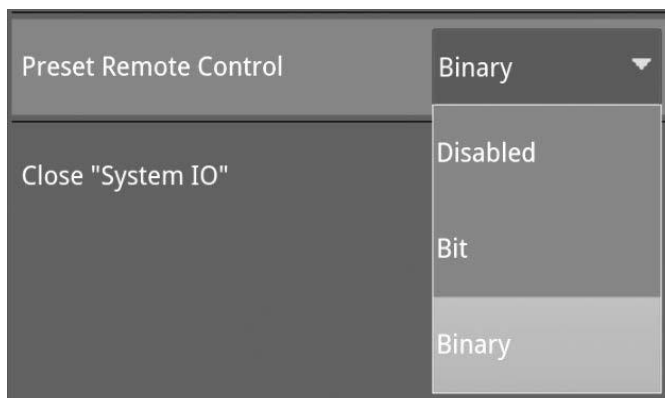 Preset Remote Control
Binary
Disabled
Close "System IO"
Bit
Binary